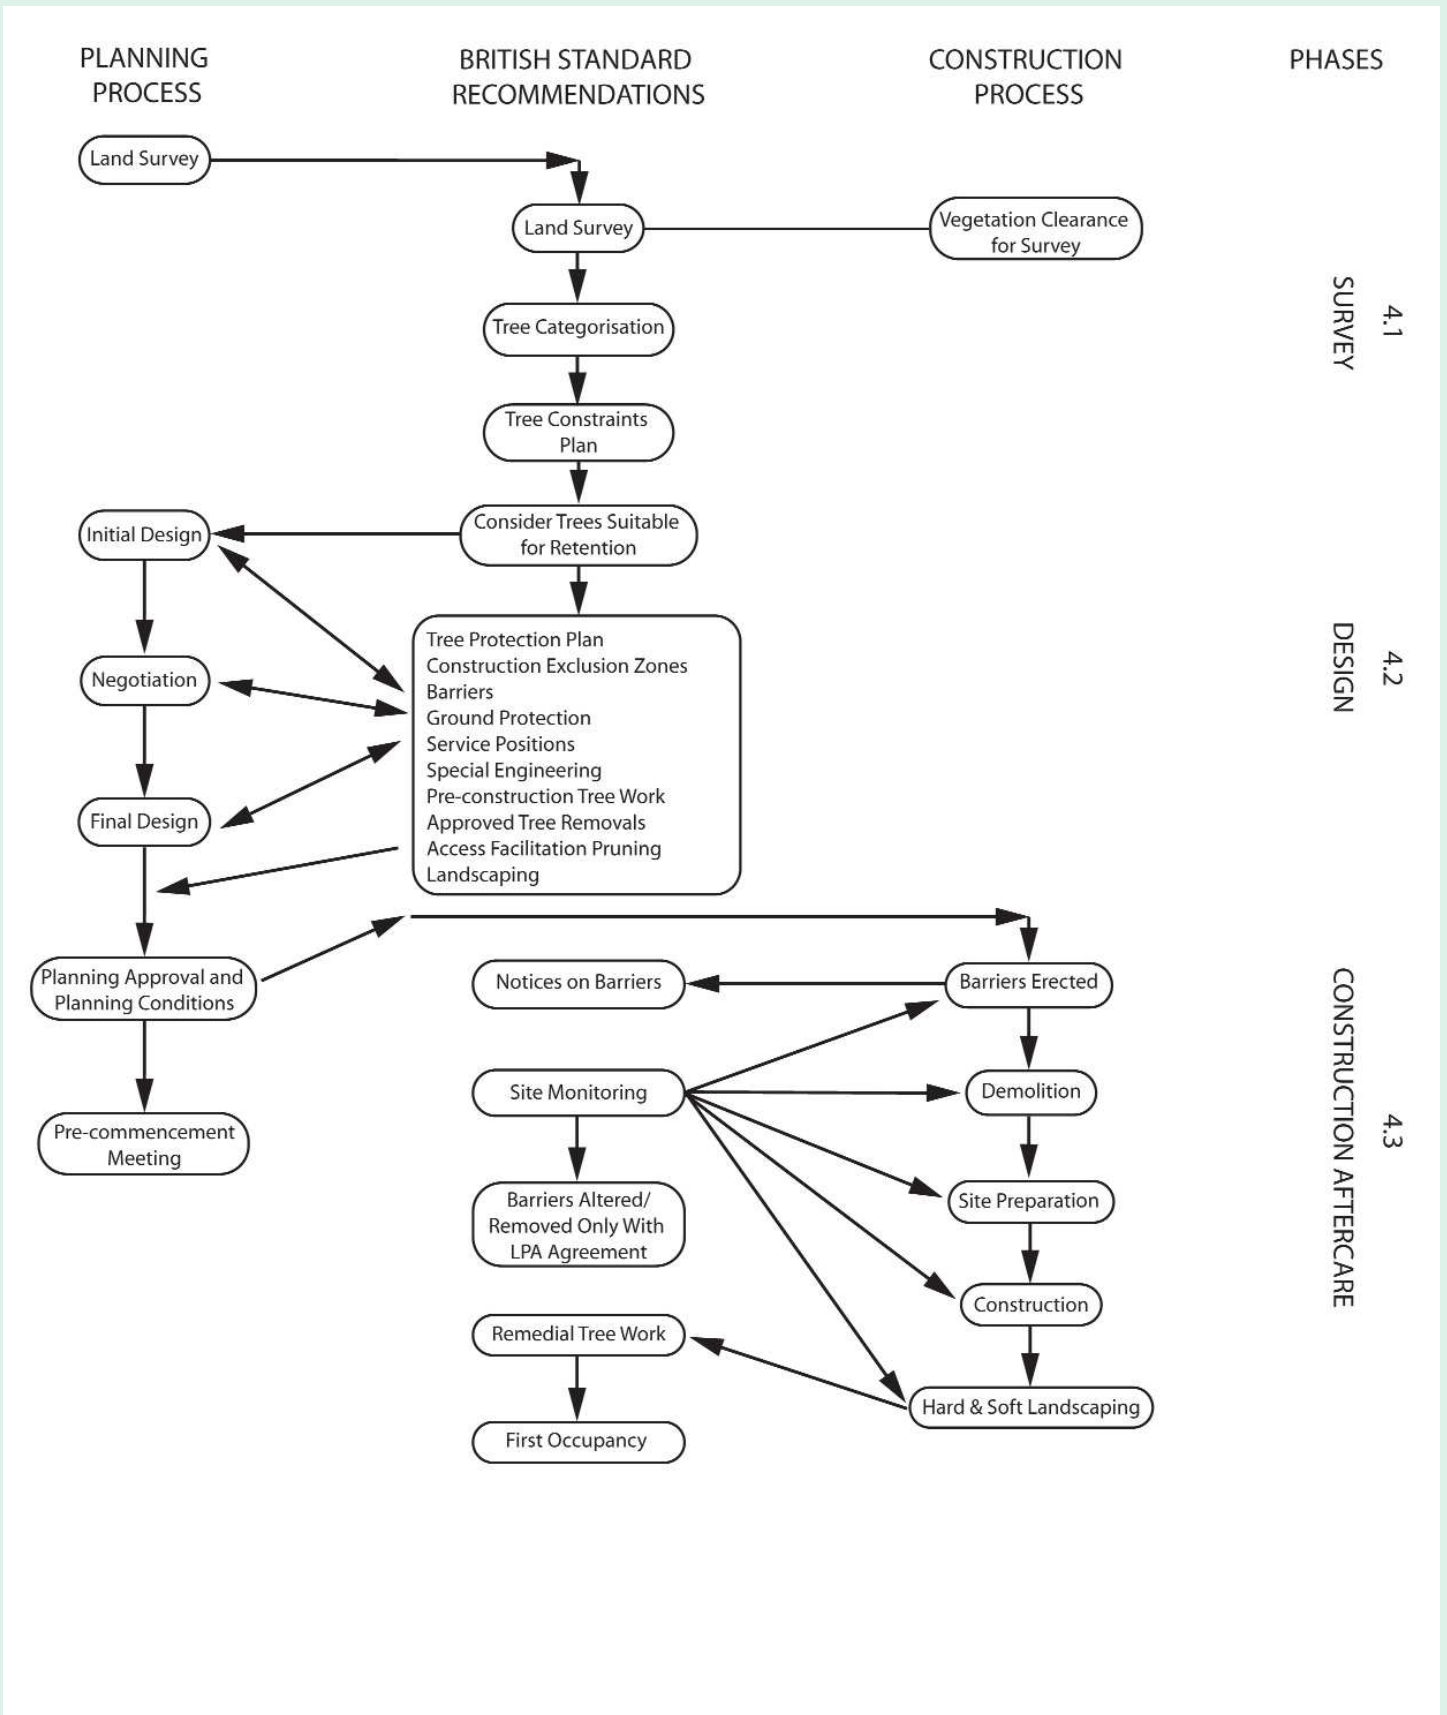 PLANNING
PROCESS
BRITISH STANDARD
RECOMMENDATIONS
CONSTRUCTION
PROCESS
PHASES
Land Survey
Land Survey
Vegetation Clearance
for Survey
4.1
SURVEY
Tree Categorisation
Tree Constraints
Plan
Initial Design
Consider Trees Suitable
for Retention
Negotiation
Final Design
Tree Protection Plan
Construction Exclusion Zones
Barriers
Ground Protection
Service Positions
Special Engineering
Pre-construction Tree Work
Approved Tree Removals
Access Facilitation Pruning
Landscaping
4.2
DESIGN
Planning Approval and
Planning Conditions
Pre-commencement
Meeting
Notices on Barriers
Barriers Erected
Site Monitoring
Demolition
Barriers Altered/
Removed Only With
LPA Agreement
Site Preparation
Construction
Remedial Tree Work
Hard & Soft Landscaping
First Occupancy
4.3
CONSTRUCTION AFTERCARE